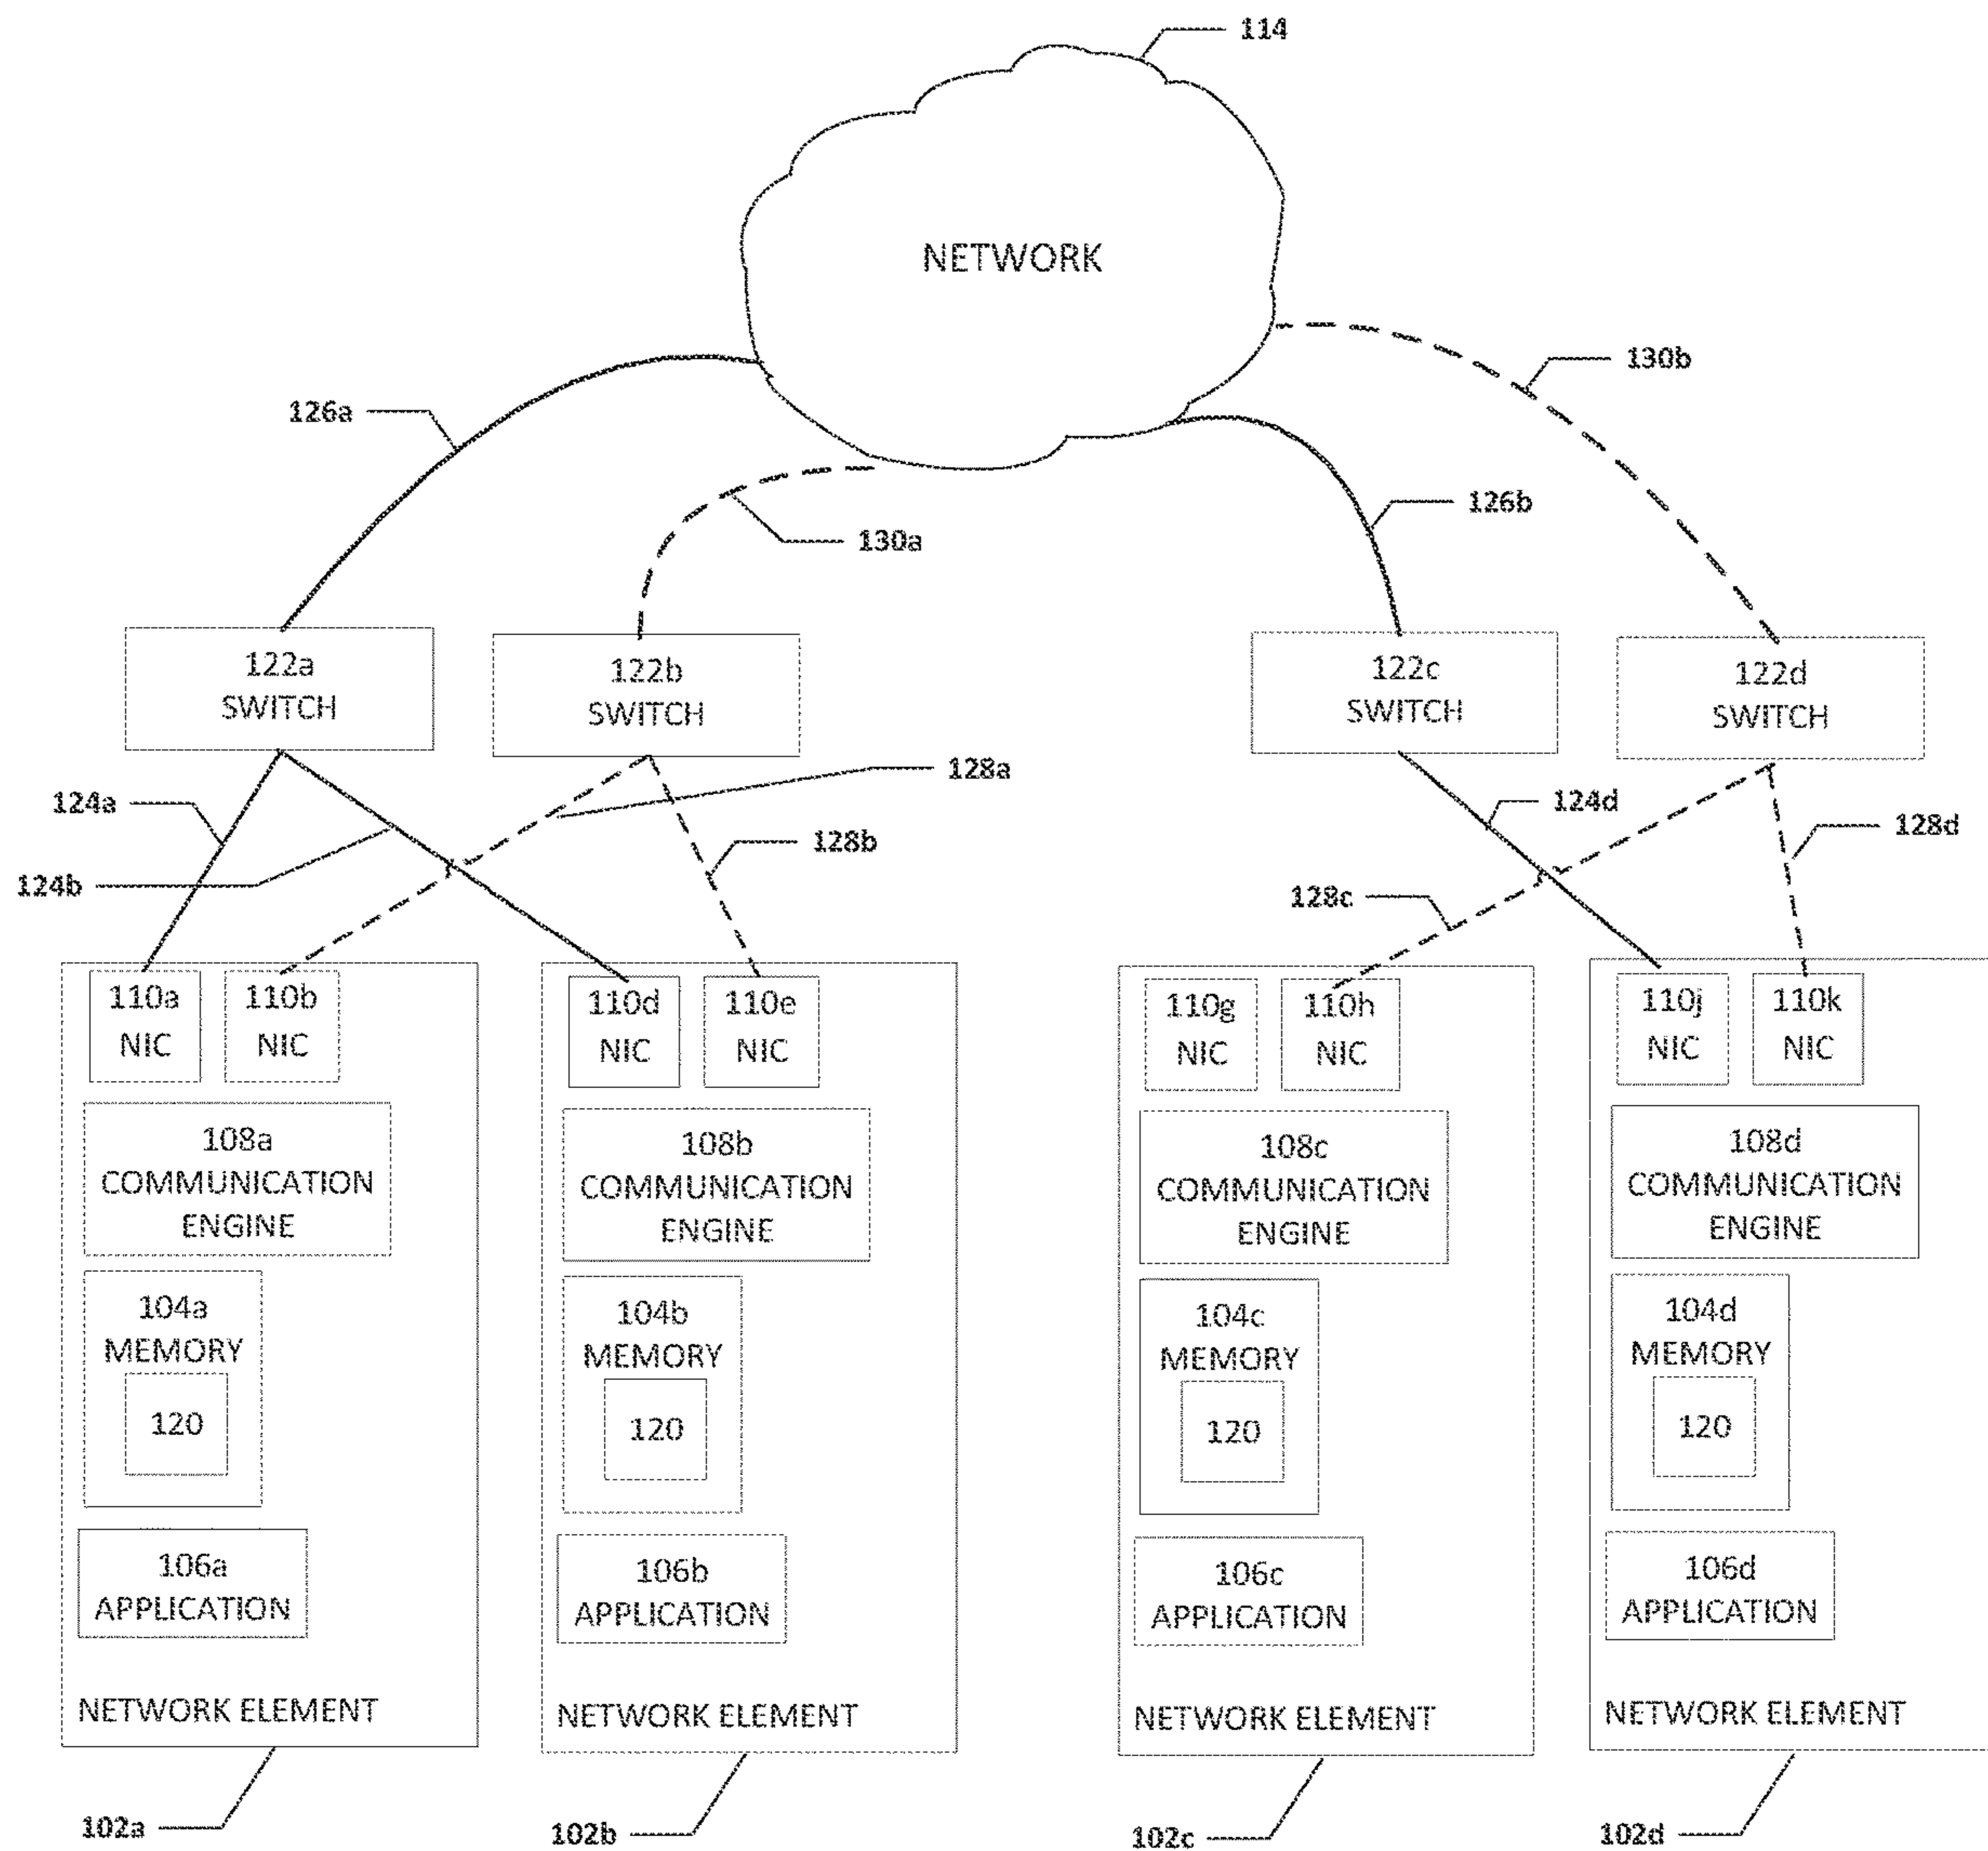 114
NETWORK
130b
126a
126b
130a
122a
SWITCH
122b
SWITCH
122c
SWITCH
122d
SWITCH
128a
124a
124d
128b
128d
124b
128c
110a
NIC
110b
NIC
110d
NIC
110e
NIC
110g
NIC
110h
NIC
110j
NIC
110k
NIC
108a
COMMUNICATION
ENGINE
108b
COMMUNICATION
ENGINE
108c
COMMUNICATION
ENGINE
108d
COMMUNICATION
ENGINE
104a
MEMORY
120
104b
MEMORY
120
104c
MEMORY
120
104d
MEMORY
120
106a
APPLICATION
106b
APPLICATION
106c
APPLICATION
106d
APPLICATION
NETWORK ELEMENT
NETWORK ELEMENT
NETWORK ELEMENT
NETWORK ELEMENT
102a
102b
102c
102d